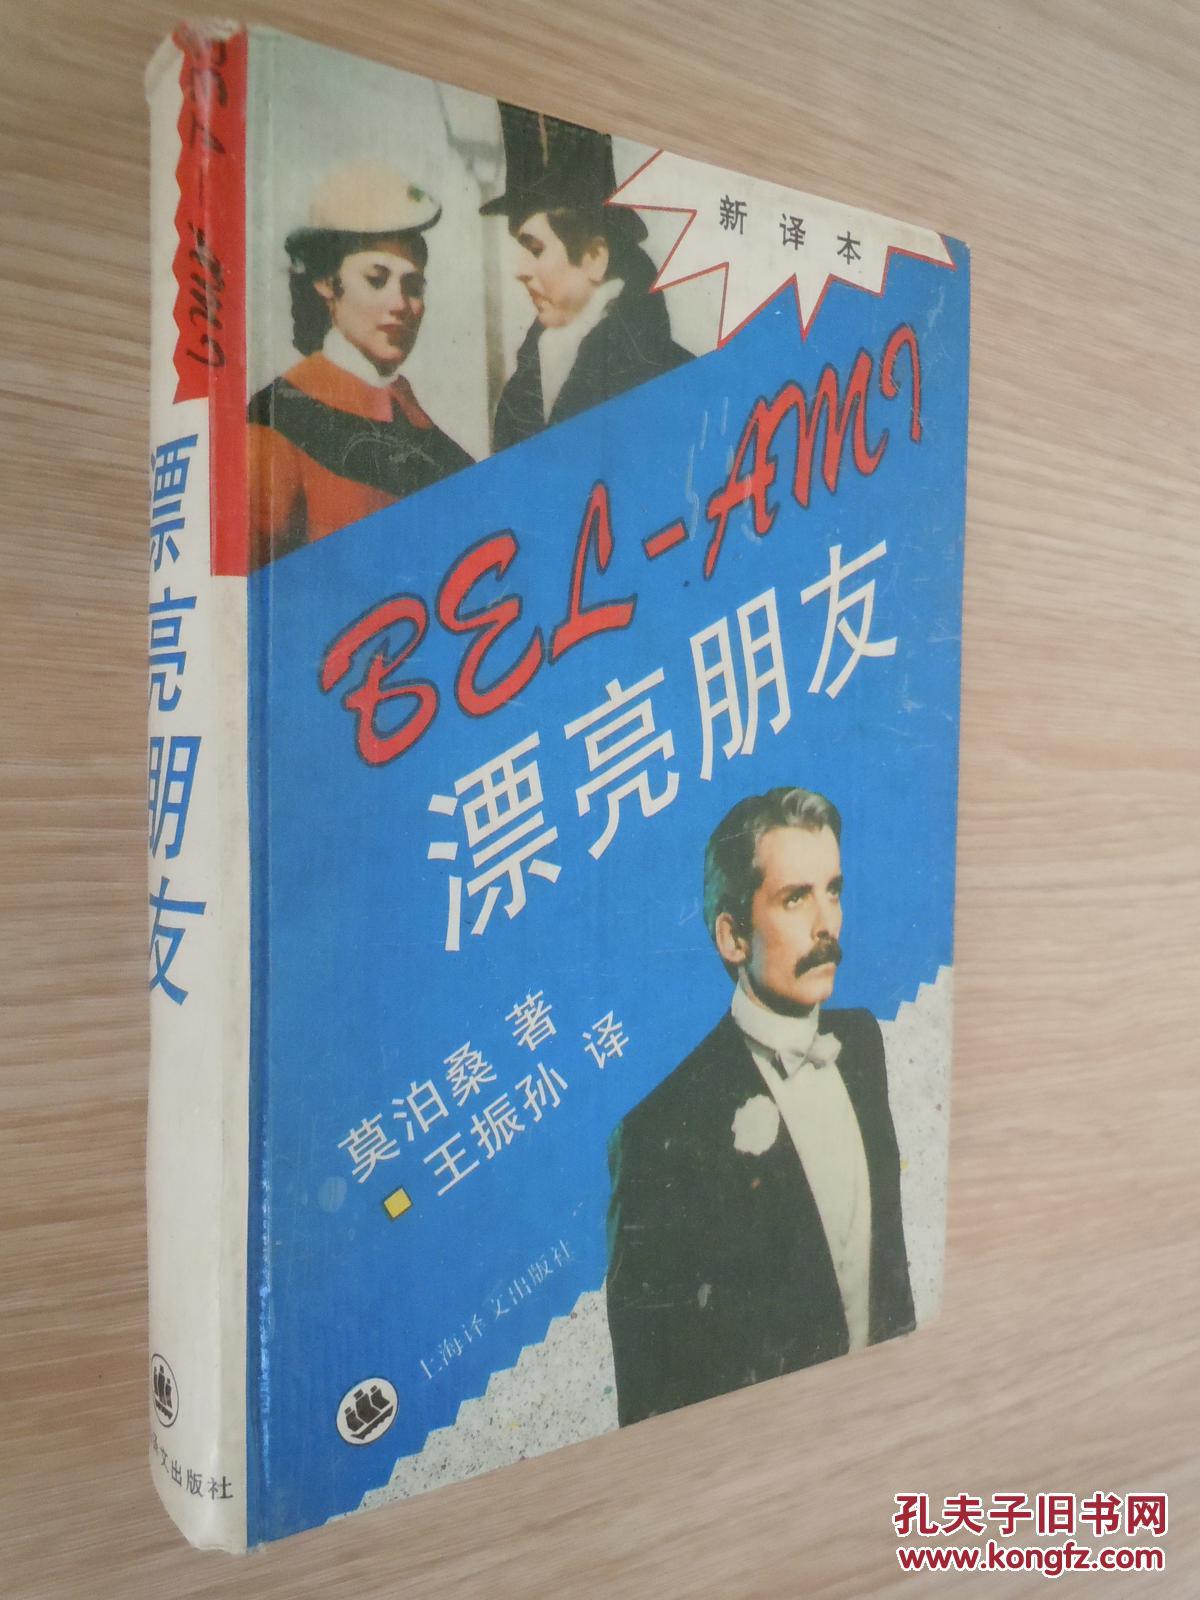 新译本
BEL-AMI
漂亮朋友
莫泊桑 著
王振孙 译
上海译文出版社
BEL-AMI
漂亮朋友
译文出版社
孔夫子旧书网
www.kongfz.com